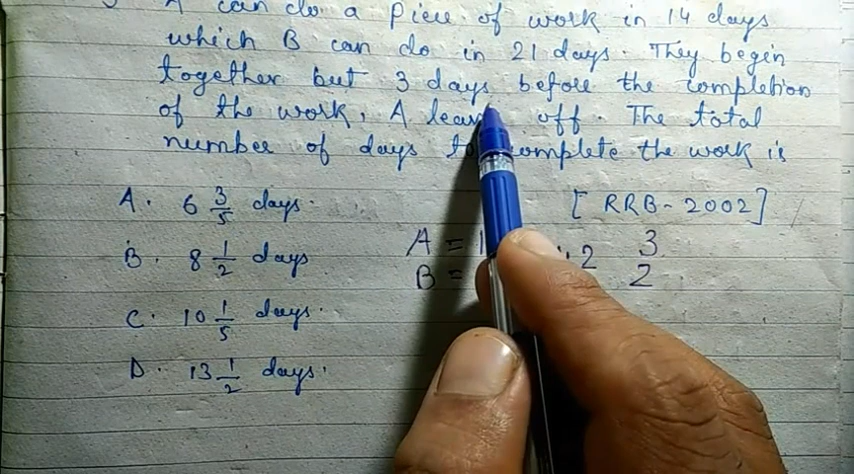 A can do a piece of work in 14 days
which B can do in 21 days. They begin
together but 3 days before the completion
of the work, A off. The total
number of days complete the work is
A. 6 3/5 days. [RRB-2002]
B. 8 1/2 days
C. 10 1/5 days.
D. 13 1/2 days.
A = 1 3
B = 2 2